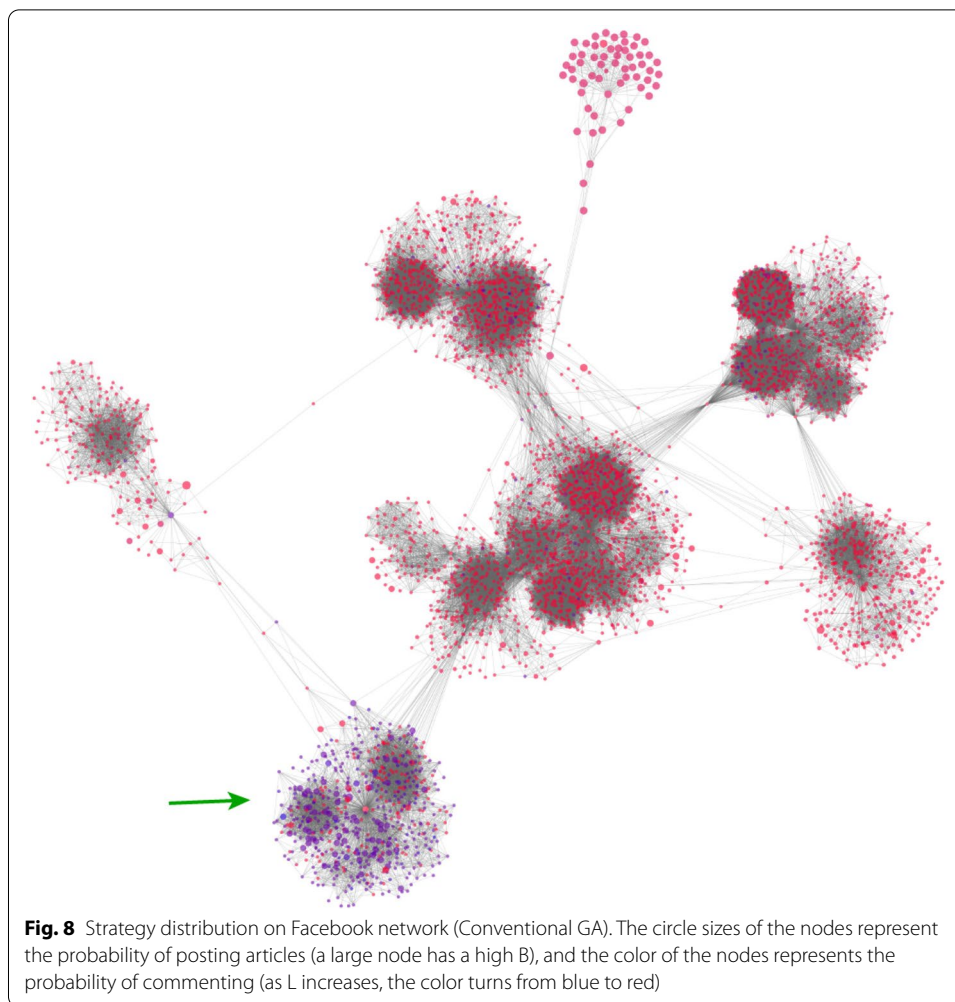 Fig. 8 Strategy distribution on Facebook network (Conventional GA). The circle sizes of the nodes represent
the probability of posting articles (a large node has a high B), and the color of the nodes represents the
probability of commenting (as L increases, the color turns from blue to red)